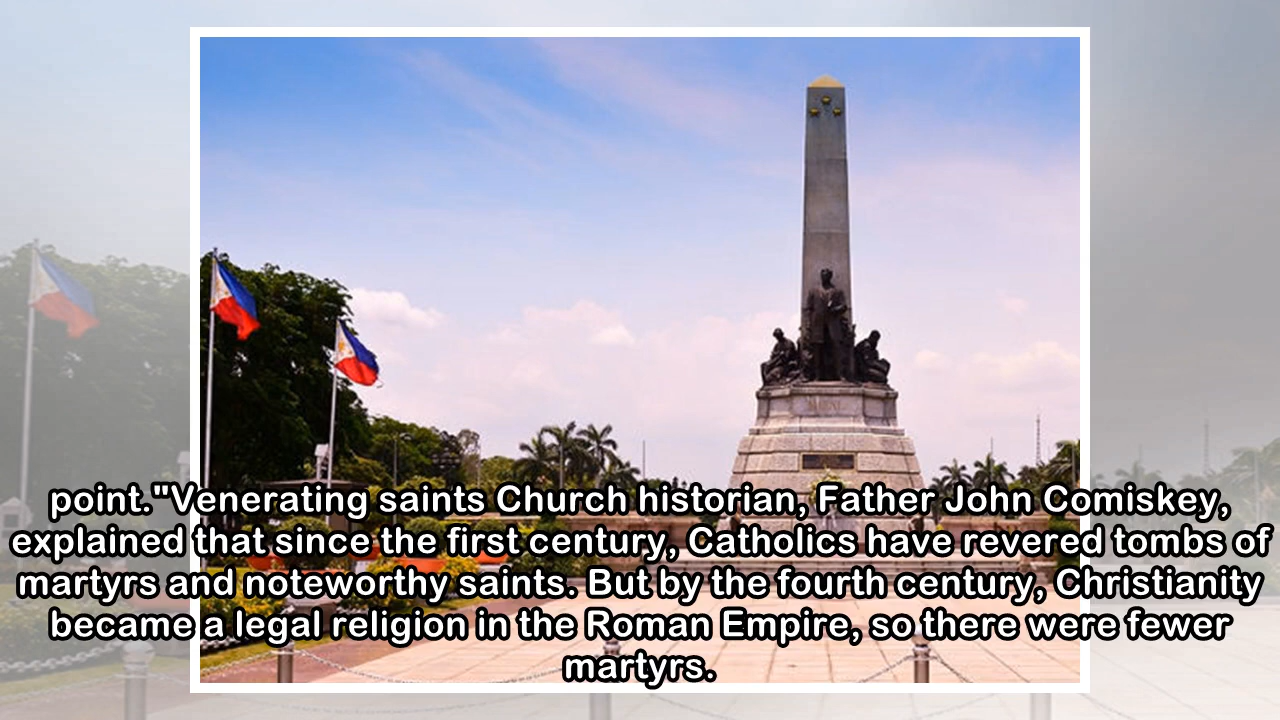 point."Venerating saints Church historian, Father John Comiskey,
explained that since the first century, Catholics have revered tombs of
martyrs and noteworthy saints. But by the fourth century, Christianity
became a legal religion in the Roman Empire, so there were fewer
martyrs.